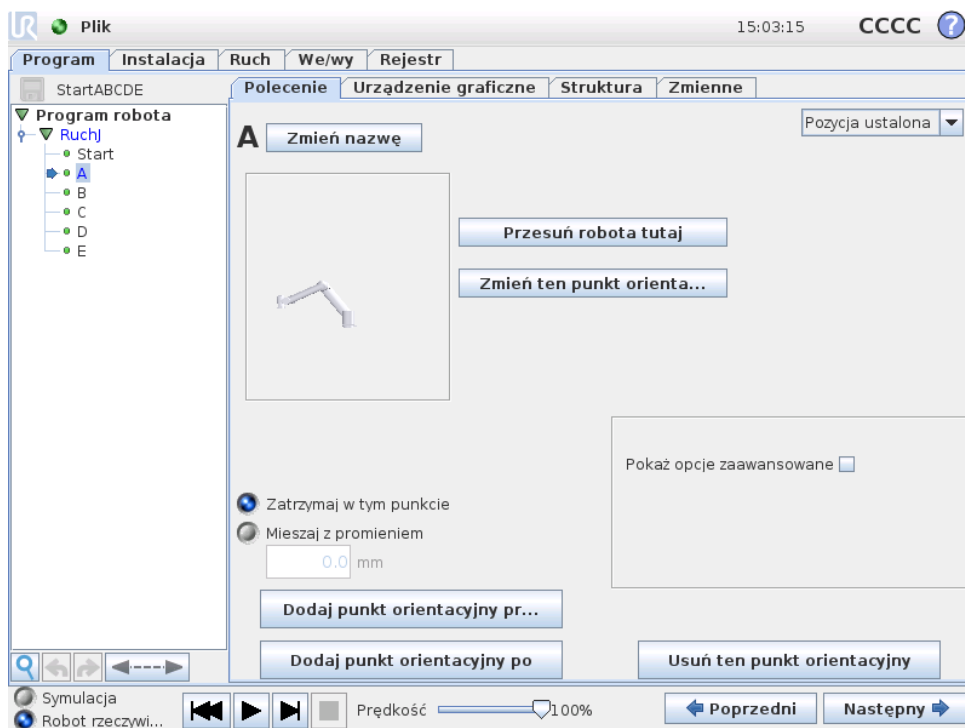 UR Plik 15:03:15 CCCC ?
Program Instalacja Ruch We/wy Rejestr
StartABCDE
Polecenie Urządzenie graficzne Struktura Zmienne
Program robota
RuchJ
Start
A
B
C
D
E
A Zmień nazwę
Pozycja ustalona
Przesuń robota tutaj
Zmień ten punkt orienta...
Pokaż opcje zaawansowane
Zatrzymaj w tym punkcie
Mieszaj z promieniem
0.0 mm
Dodaj punkt orientacyjny pr...
Dodaj punkt orientacyjny po
Usuń ten punkt orientacyjny
Symulacja
Robot rzeczywi...
Prędkość 100%
Poprzedni
Następny